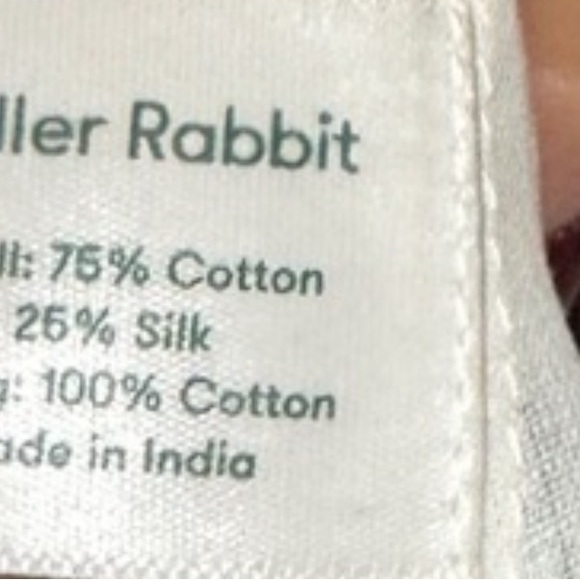 ller Rabbit
ll: 75% Cotton
25% Silk
g: 100% Cotton
ade in India